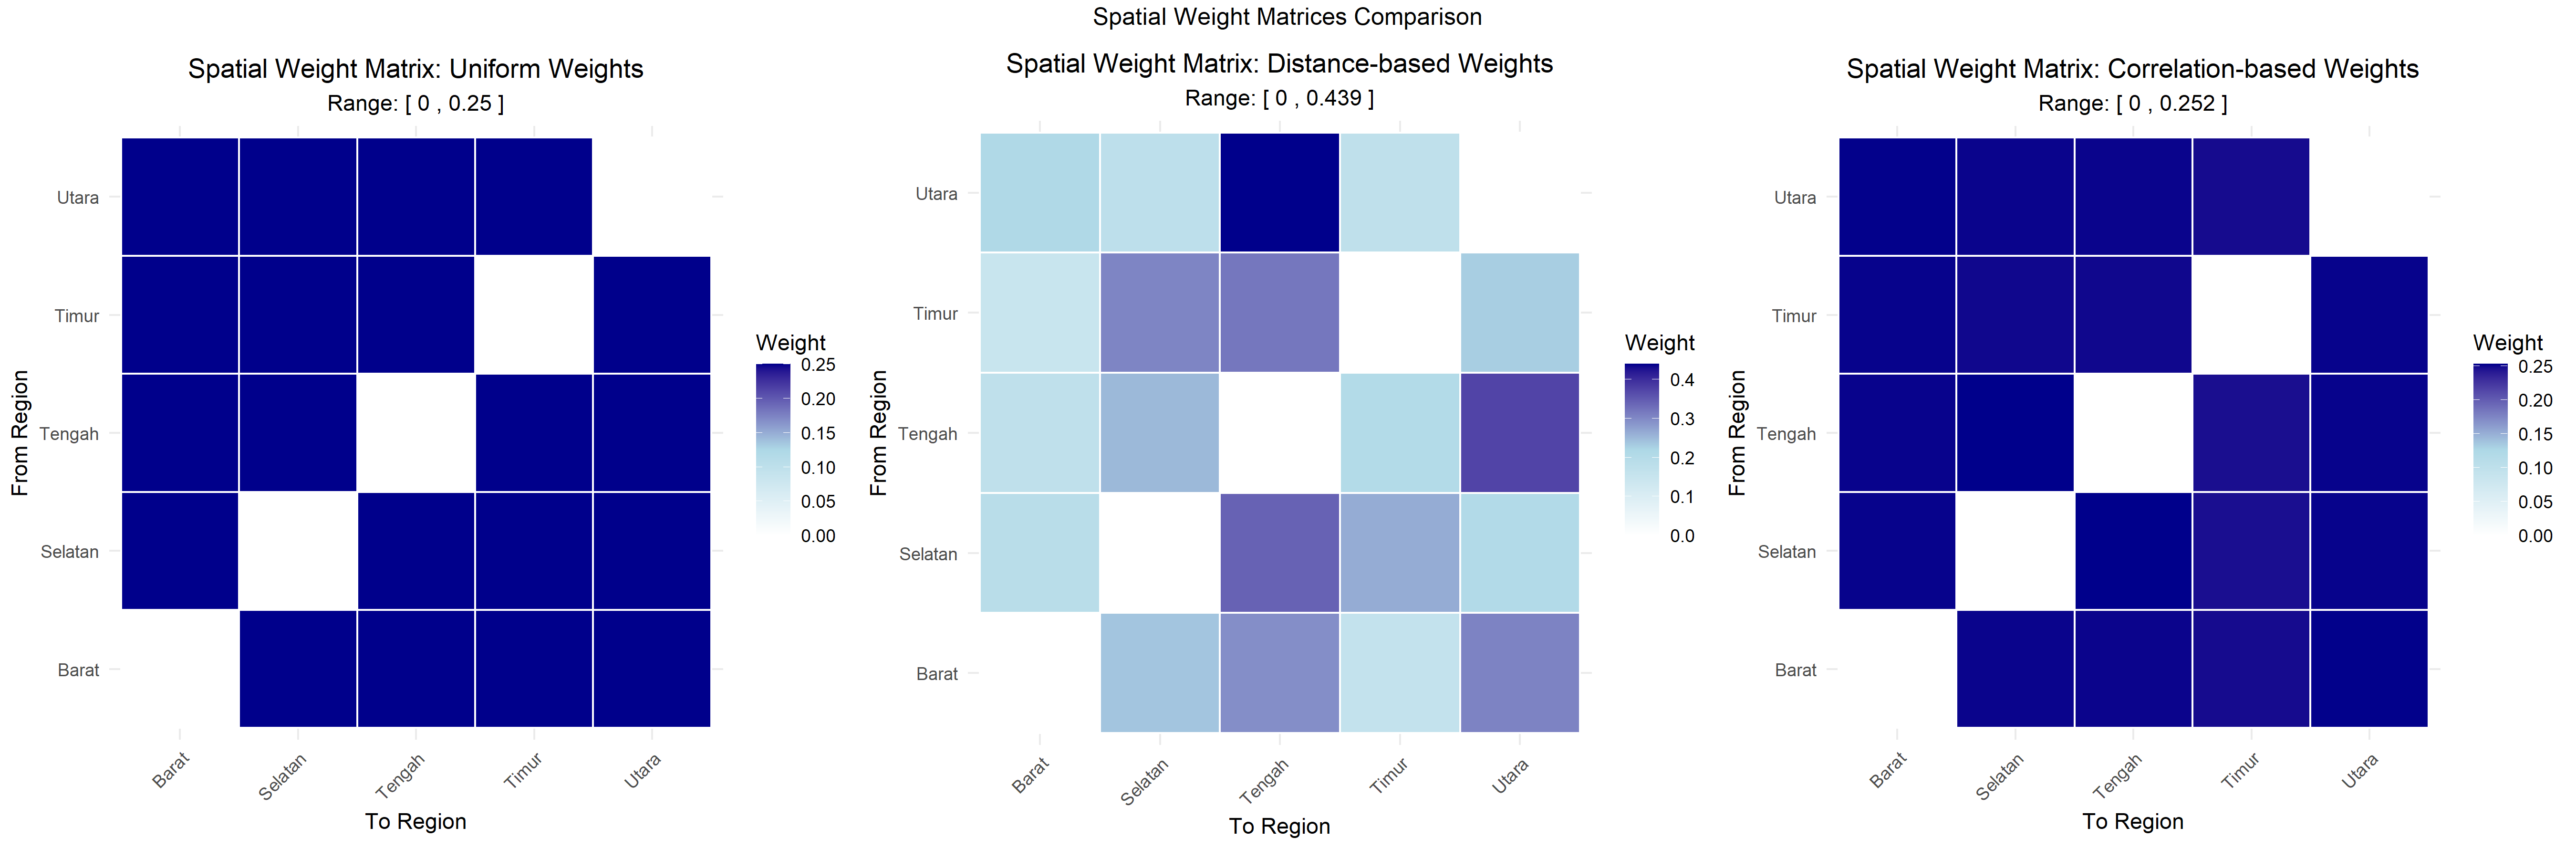 Spatial Weight Matrices Comparison
Spatial Weight Matrix: Uniform Weights
Range: [ 0 , 0.25 ]
From Region
Utara
Timur
Tengah
Selatan
Barat
Barat
Selatan
Tengah
Timur
Utara
To Region
Weight
0.25
0.20
0.15
0.10
0.05
0.00
Spatial Weight Matrix: Distance-based Weights
Range: [ 0 , 0.439 ]
From Region
Utara
Timur
Tengah
Selatan
Barat
Barat
Selatan
Tengah
Timur
Utara
To Region
Weight
0.4
0.3
0.2
0.1
0.0
Spatial Weight Matrix: Correlation-based Weights
Range: [ 0 , 0.252 ]
From Region
Utara
Timur
Tengah
Selatan
Barat
Barat
Selatan
Tengah
Timur
Utara
To Region
Weight
0.25
0.20
0.15
0.10
0.05
0.00